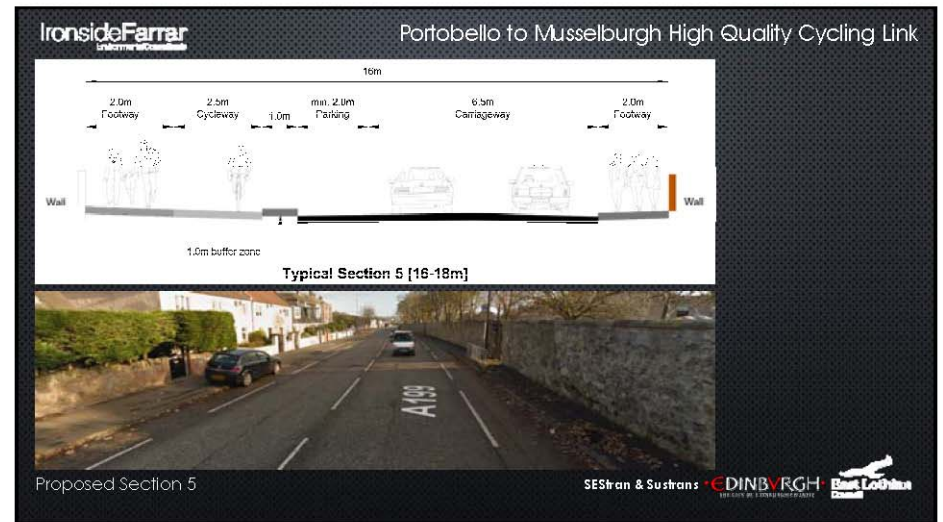 IronsideFarrar
Portobello to Musselburgh High Quality Cycling Link
16m
2.0m
Footway
2.5m
Cycleway
1.0m
min. 2.0m
Parking
6.5m
Carriageway
2.0m
Footway
Wall
Wall
1.0m buffer zone
Typical Section 5 [16-18m]
A199
Proposed Section 5
SEStran & Sustrans
EDINBVRGH
East Lothian
Council